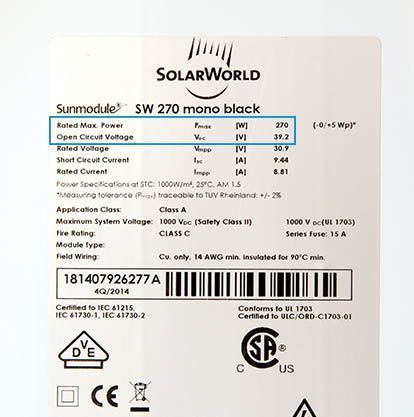 SOLARWORLD
Sunmodule SW 270 mono black
Rated Max. Power Pmax [W] 270 (-0/+5 Wp)*
Open Circuit Voltage Voc [V] 39.2
Rated Voltage Vmpp [V] 30.9
Short Circuit Current Isc [A] 9.44
Rated Current Impp [A] 8.81
Power Specifications at STC: 1000W/m², 25°C, AM 1.5
*Measuring tolerance (Pmax) traceable to TUV Rheinland: +/- 2%
Application Class: Class A
Maximum System Voltage: 1000 VDC (Safety Class II) 1000 V DC(UL 1703)
Fire Rating: CLASS C Series Fuse: 15 A
Module Type:
Field Wiring: Cu. only, 14 AWG min. insulated for 90°C min.
181407926277A
4Q/2014
Certified to IEC 61215,
IEC 61730-1, IEC 61730-2
Conforms to UL 1703
Certified to ULC/ORD-C1703-01
DVE
CSA
C US
CE